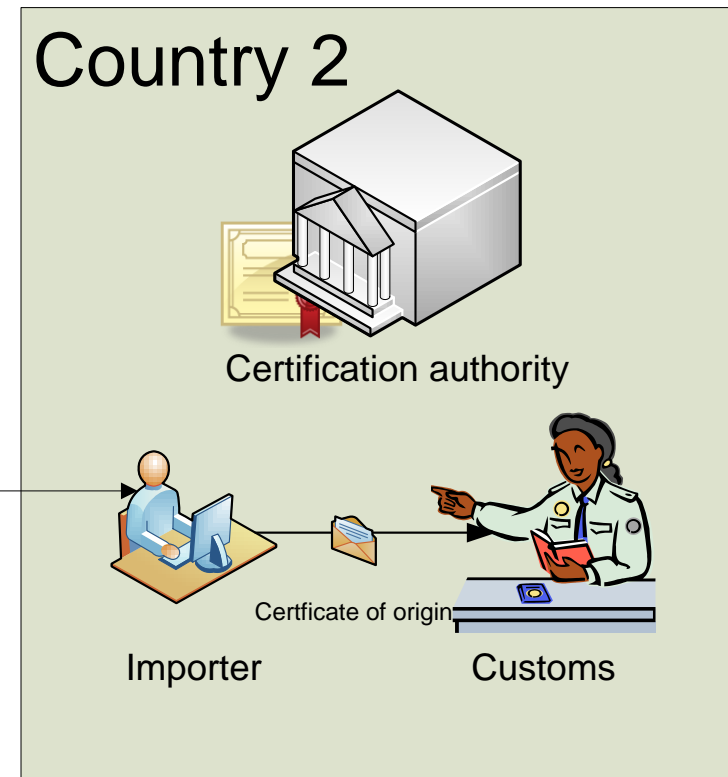 Country 2
Certification authority
Certficate of origin
Importer
Customs